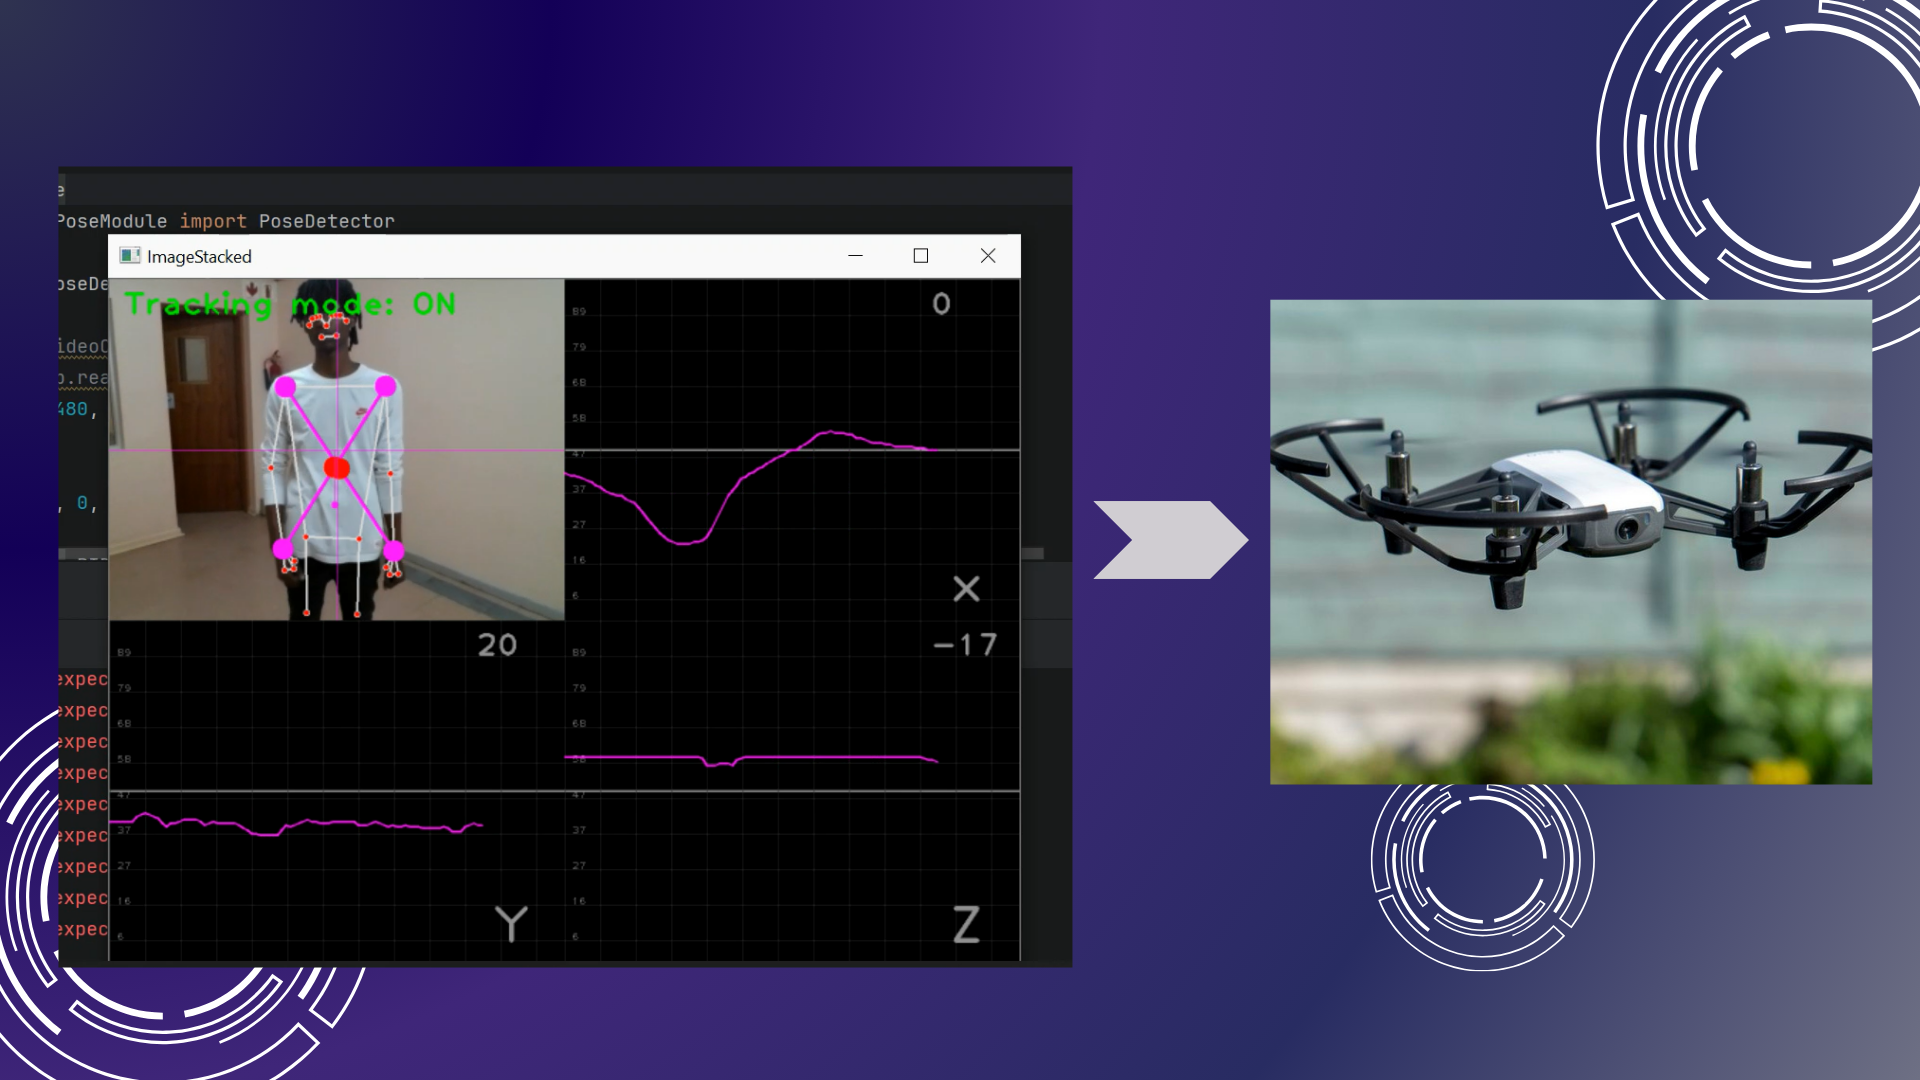 e
PoseModule import PoseDetector
ImageStacked
oseDe
Tracking mode: ON
89
0
79
ideoC
68
o.rea
480,
58
47
37
, 0,
27
16
6
X
20
-17
89
89
79
79
68
68
58
58
47
47
37
37
27
27
16
16
6
6
Y
Z
expec
expec
expec
expec
expec
expec
expec
expec
expec